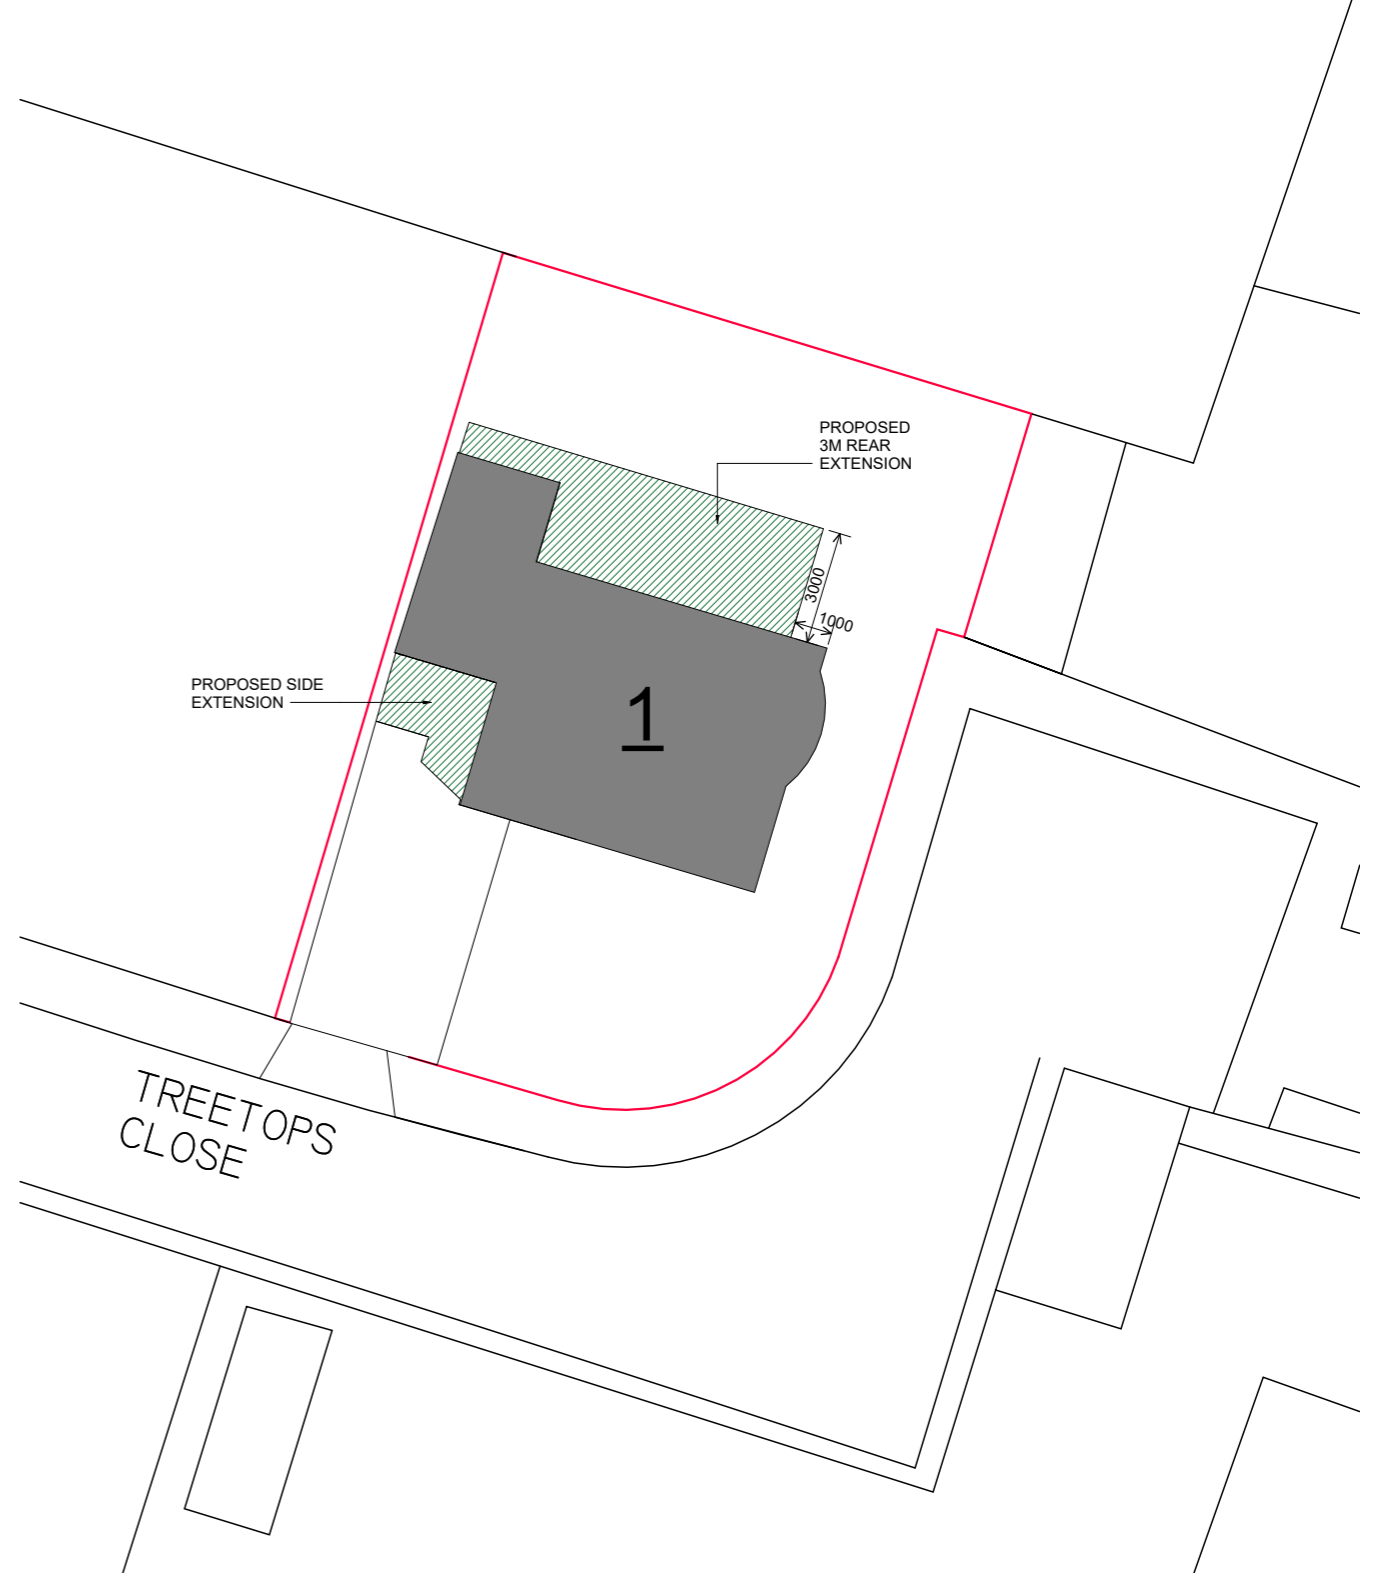 PROPOSED
3M REAR
EXTENSION
3000
1000
PROPOSED SIDE
EXTENSION
1
TREETOPS
CLOSE